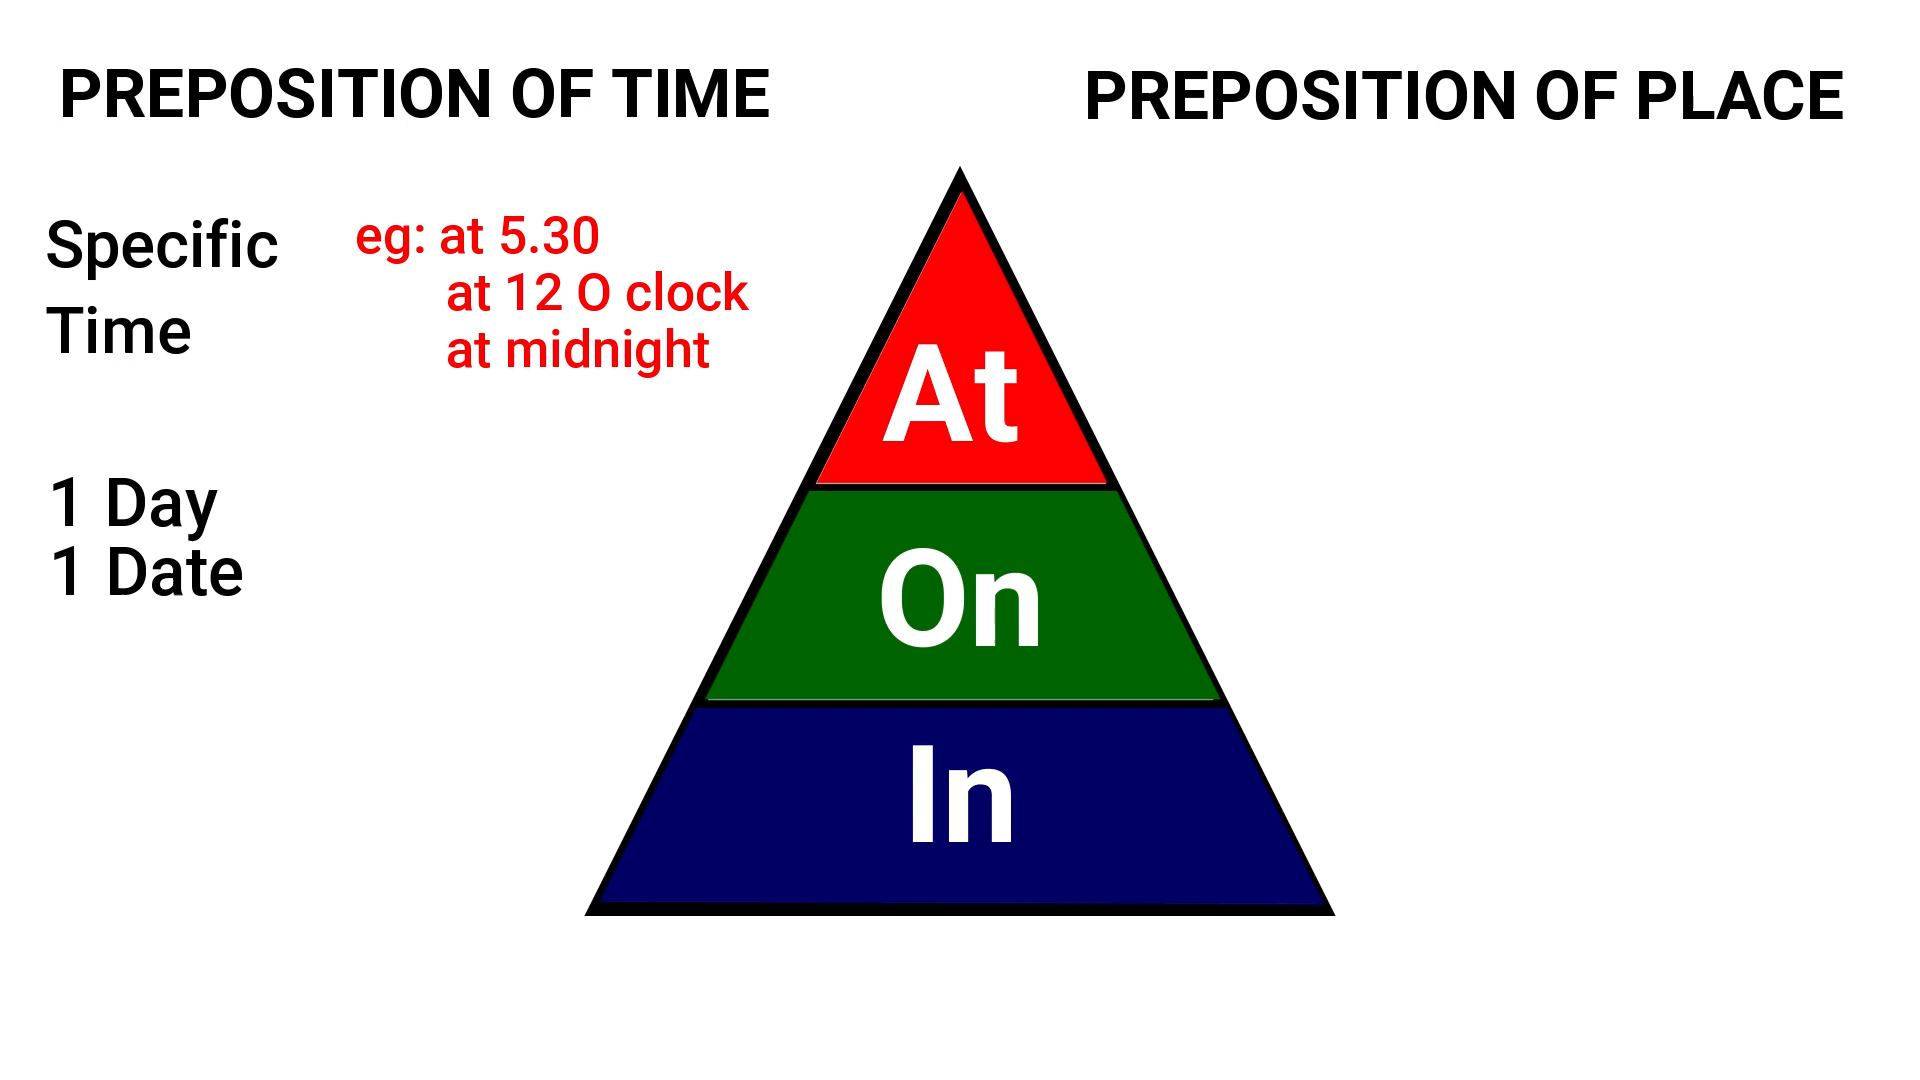 PREPOSITION OF TIME
PREPOSITION OF PLACE
Specific
Time
eg: at 5.30
at 12 O clock
at midnight
At
1 Day
1 Date
On
In